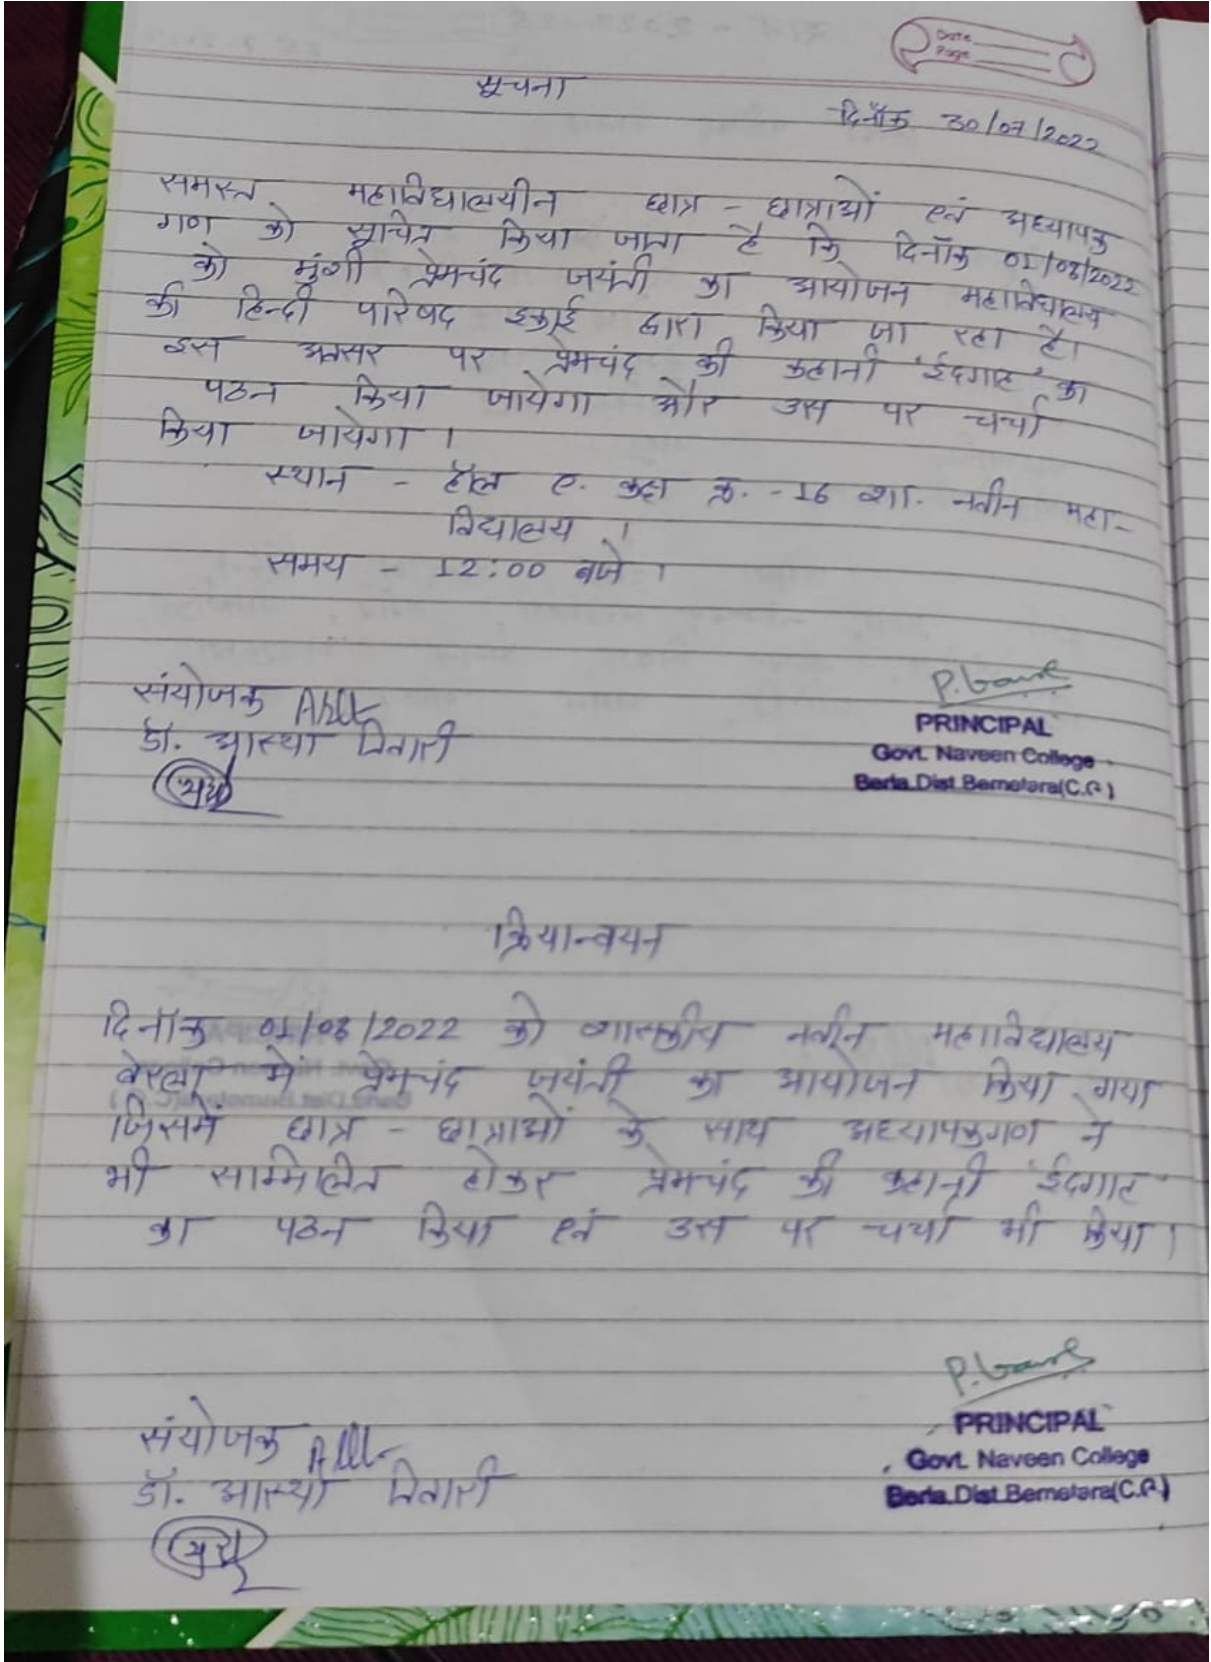 Date
Page
सूचना
दिनॉक 30/07/2022
समस्त महाविद्यालयीन छात्र - छात्राओं एवं अध्यापक
गण को सूचित किया जाता है कि दिनॉक 01/08/2022
को मुंशी प्रेमचंद जयंती का आयोजन महाविद्यालय
की हिन्दी परिषद इकाई द्वारा किया जा रहा है।
इस अवसर पर प्रेमचंद की कहानी 'ईदगाह' का
पठन किया जायेगा और उस पर चर्चा
किया जायेगा ।
स्थान - हॉल ए. कक्ष क्र. - 16 शा. नवीन महा-
विद्यालय ।
समय - 12:00 बजे ।
संयोजक
डॉ. आस्था तिवारी
PRINCIPAL
Govt. Naveen College
Berla.Dist.Bemetara(C.G.)
क्रियान्वयन
दिनॉक 01/08/2022 को शासकीय नवीन महाविद्यालय
बेरला में प्रेमचंद जयंती का आयोजन किया गया
जिसमें छात्र - छात्राओं के साथ अध्यापकगण ने
भी सम्मिलित होकर प्रेमचंद की कहानी 'ईदगाह'
का पठन किया एवं उस पर चर्चा भी किया ।
संयोजक
डॉ. आस्था तिवारी
PRINCIPAL
Govt. Naveen College
Berla.Dist.Bemetara(C.G.)